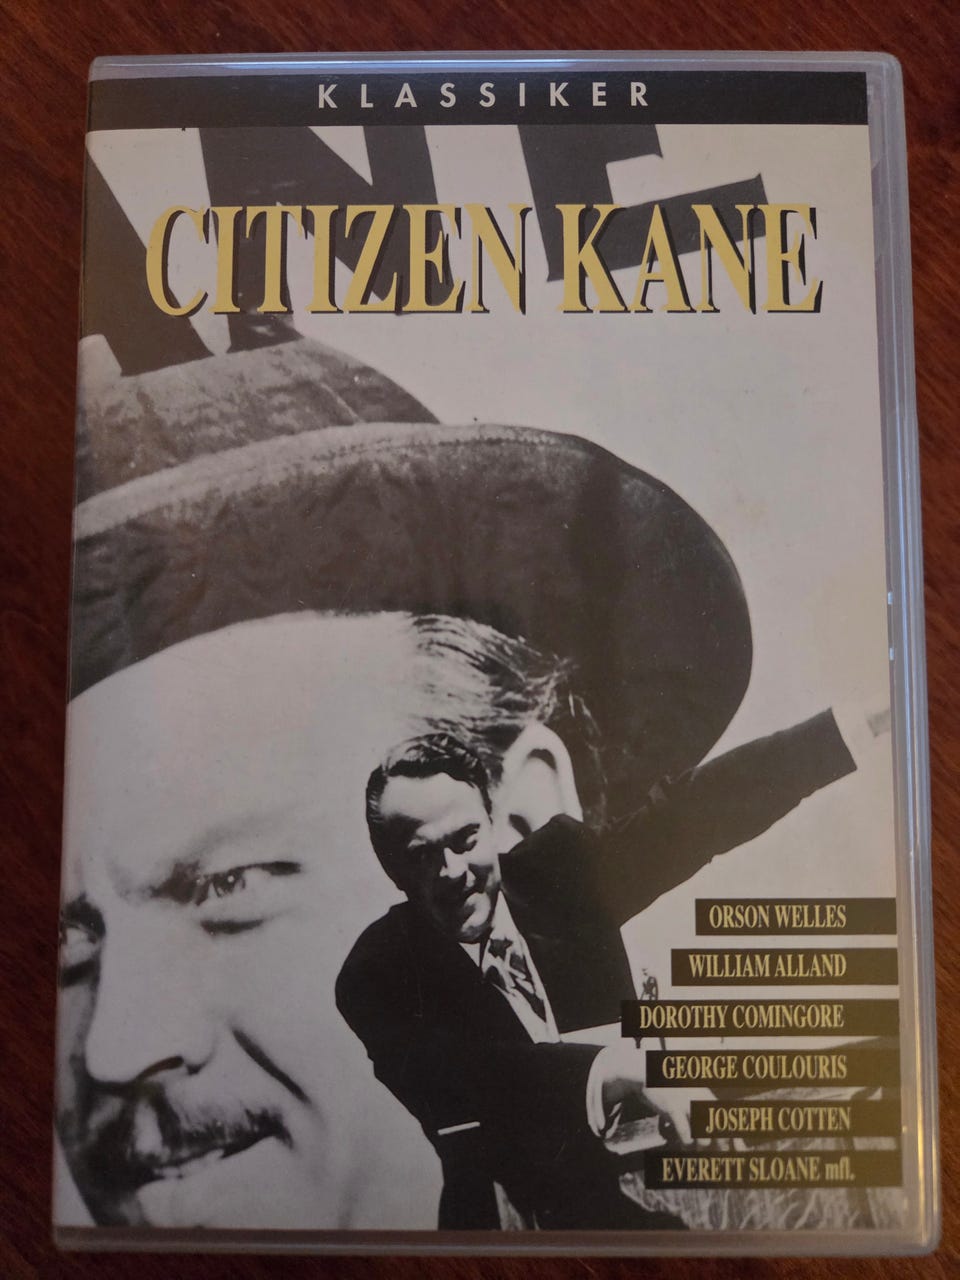 KLASSIKER
CITIZEN KANE
ORSON WELLES
WILLIAM ALLAND
DOROTHY COMINGORE
GEORGE COULOURIS
JOSEPH COTTEN
EVERETT SLOANE mfl.